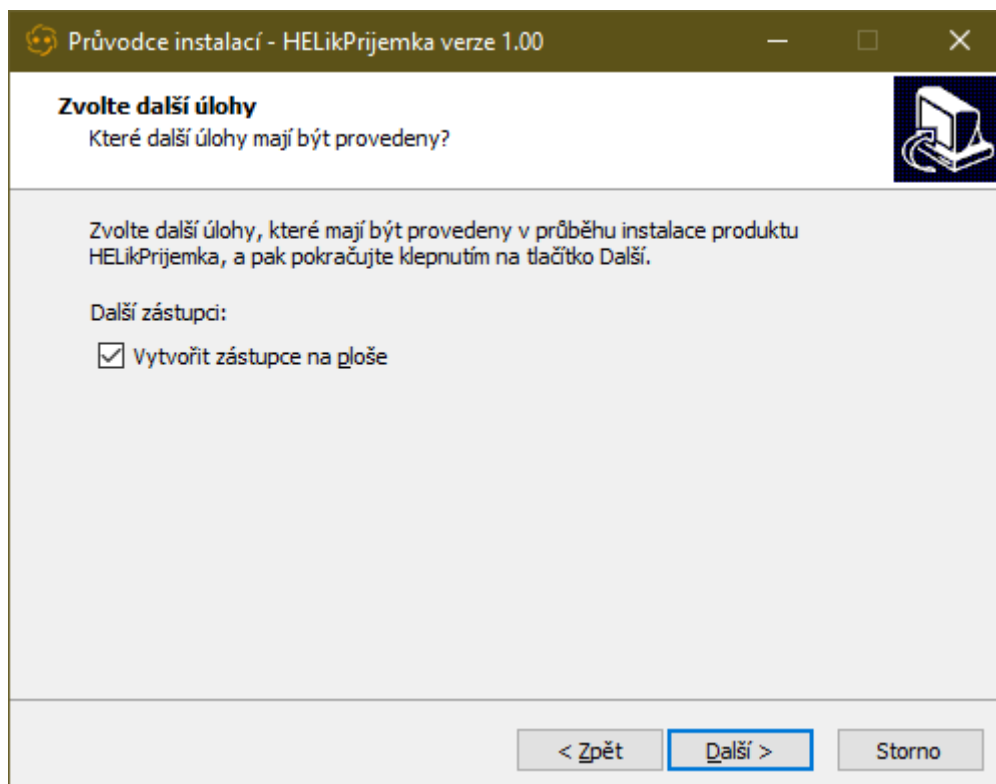 Průvodce instalací - HELikPrijemka verze 1.00
Zvolte další úlohy
Které další úlohy mají být provedeny?
Zvolte další úlohy, které mají být provedeny v průběhu instalace produktu
HELikPrijemka, a pak pokračujte klepnutím na tlačítko Další.
Další zástupci:
Vytvořit zástupce na ploše
< Zpět
Další >
Storno